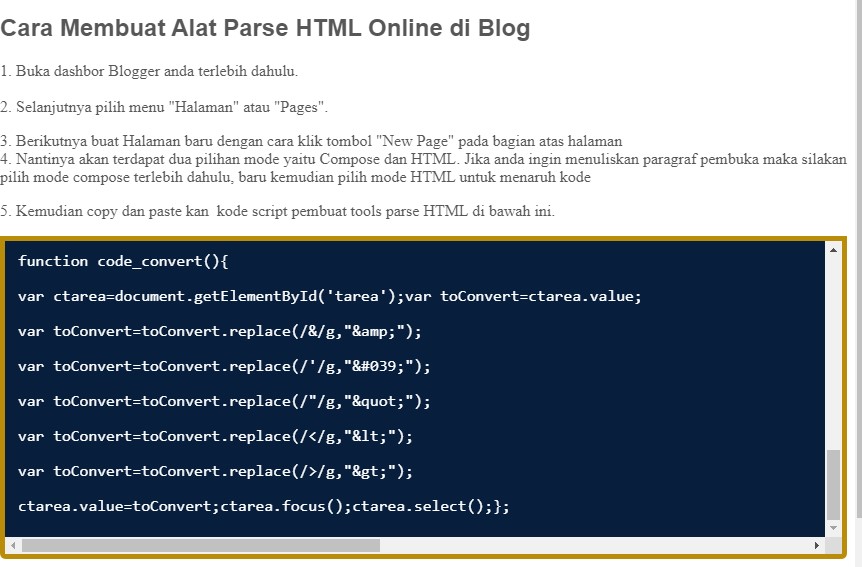 Cara Membuat Alat Parse HTML Online di Blog
1. Buka dashbor Blogger anda terlebih dahulu.
2. Selanjutnya pilih menu "Halaman" atau "Pages".
3. Berikutnya buat Halaman baru dengan cara klik tombol "New Page" pada bagian atas halaman
4. Nantinya akan terdapat dua pilihan mode yaitu Compose dan HTML. Jika anda ingin menuliskan paragraf pembuka maka silakan
pilih mode compose terlebih dahulu, baru kemudian pilih mode HTML untuk menaruh kode
5. Kemudian copy dan paste kan  kode script pembuat tools parse HTML di bawah ini.
function code_convert(){
var ctarea=document.getElementById('tarea');var toConvert=ctarea.value;
var toConvert=toConvert.replace(/&/g,"&amp;");
var toConvert=toConvert.replace(/'/g,"&#039;");
var toConvert=toConvert.replace(/"/g,"&quot;");
var toConvert=toConvert.replace(/</g,"&lt;");
var toConvert=toConvert.replace(/>/g,"&gt;");
ctarea.value=toConvert;ctarea.focus();ctarea.select();};